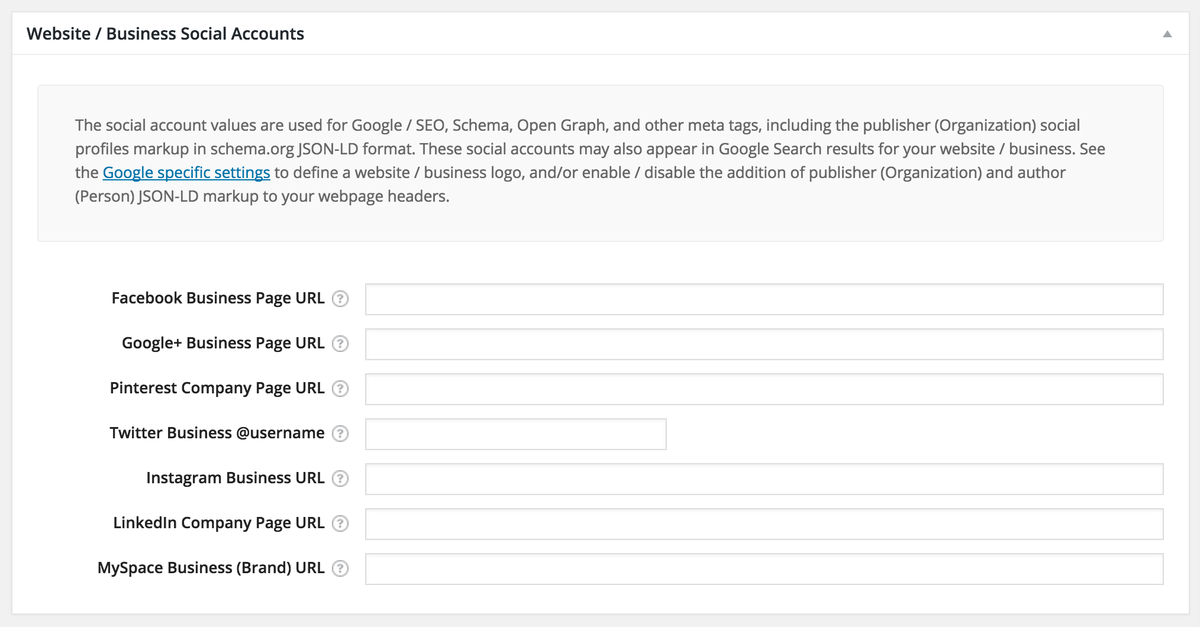 Website / Business Social Accounts
The social account values are used for Google / SEO, Schema, Open Graph, and other meta tags, including the publisher (Organization) social
profiles markup in schema.org JSON-LD format. These social accounts may also appear in Google Search results for your website / business. See
the Google specific settings to define a website / business logo, and/or enable / disable the addition of publisher (Organization) and author
(Person) JSON-LD markup to your webpage headers.
Facebook Business Page URL ?
Google+ Business Page URL ?
Pinterest Company Page URL ?
Twitter Business @username ?
Instagram Business URL ?
LinkedIn Company Page URL ?
MySpace Business (Brand) URL ?